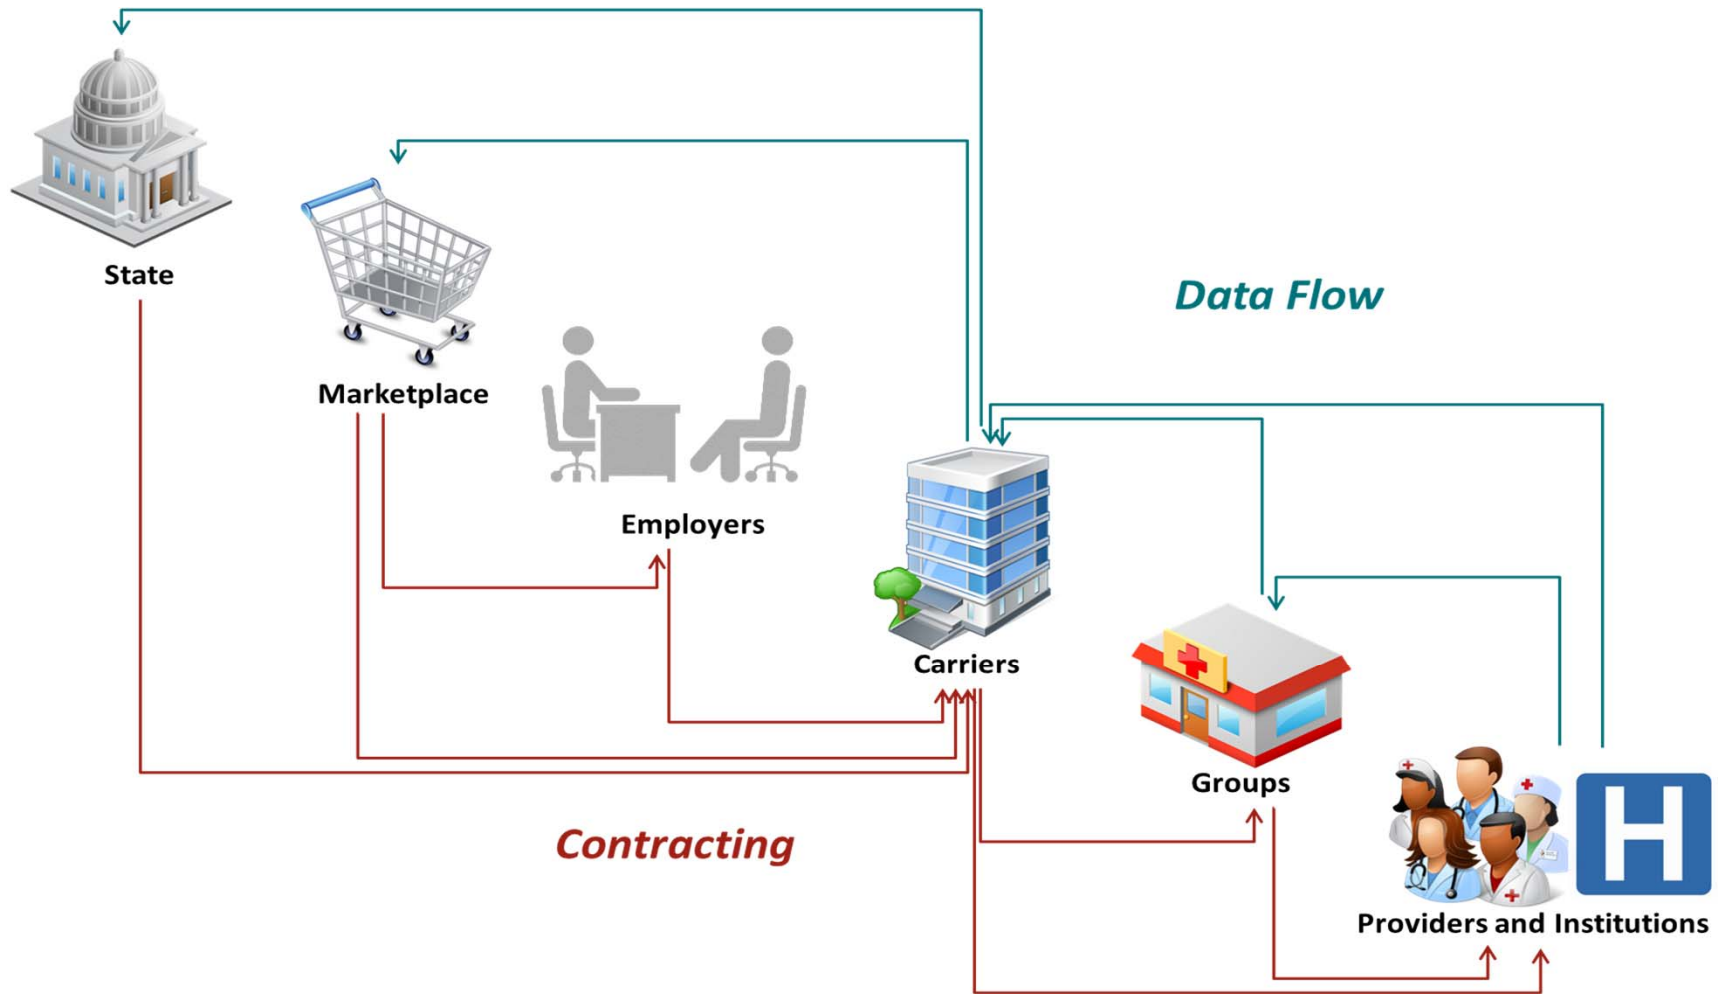 State
Marketplace
Data Flow
Employers
Carriers
Groups
Contracting
H
Providers and Institutions